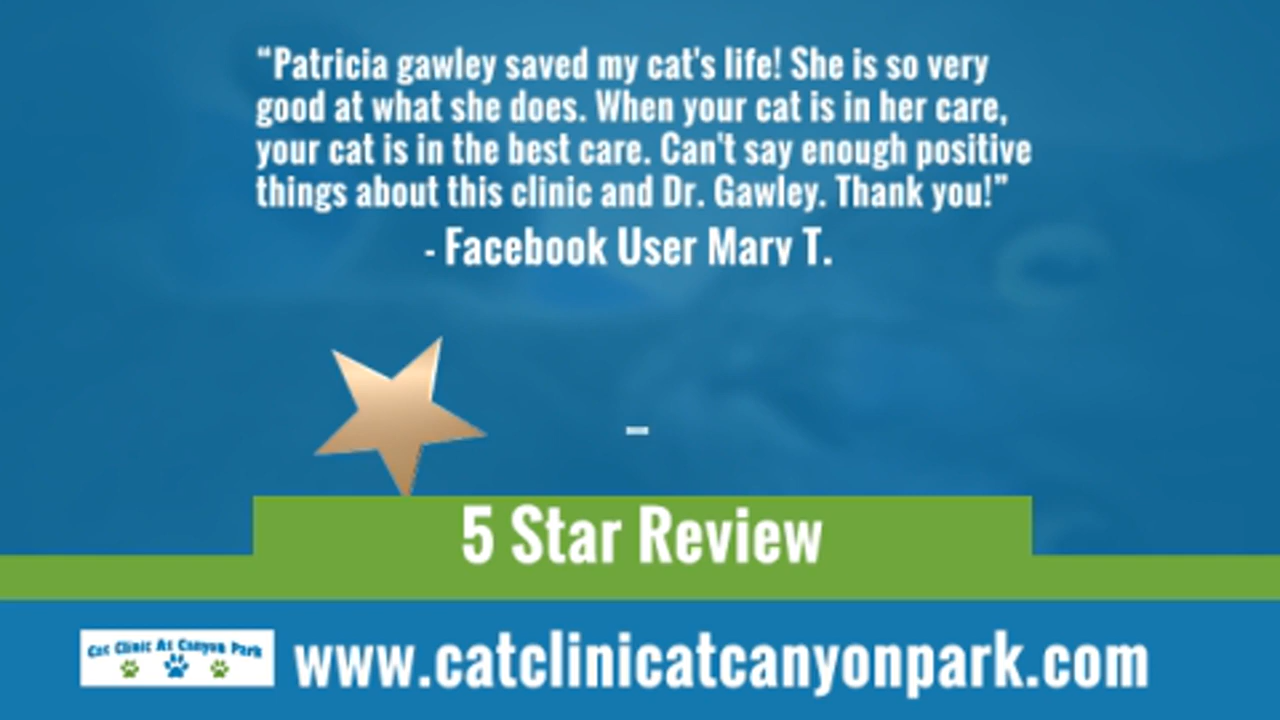 “Patricia gawley saved my cat's life! She is so very
good at what she does. When your cat is in her care,
your cat is in the best care. Can't say enough positive
things about this clinic and Dr. Gawley. Thank you!”
- Facebook User Marv T.
5 Star Review
Cat Clinic At Canyon Park
www.catclinicatcanyonpark.com